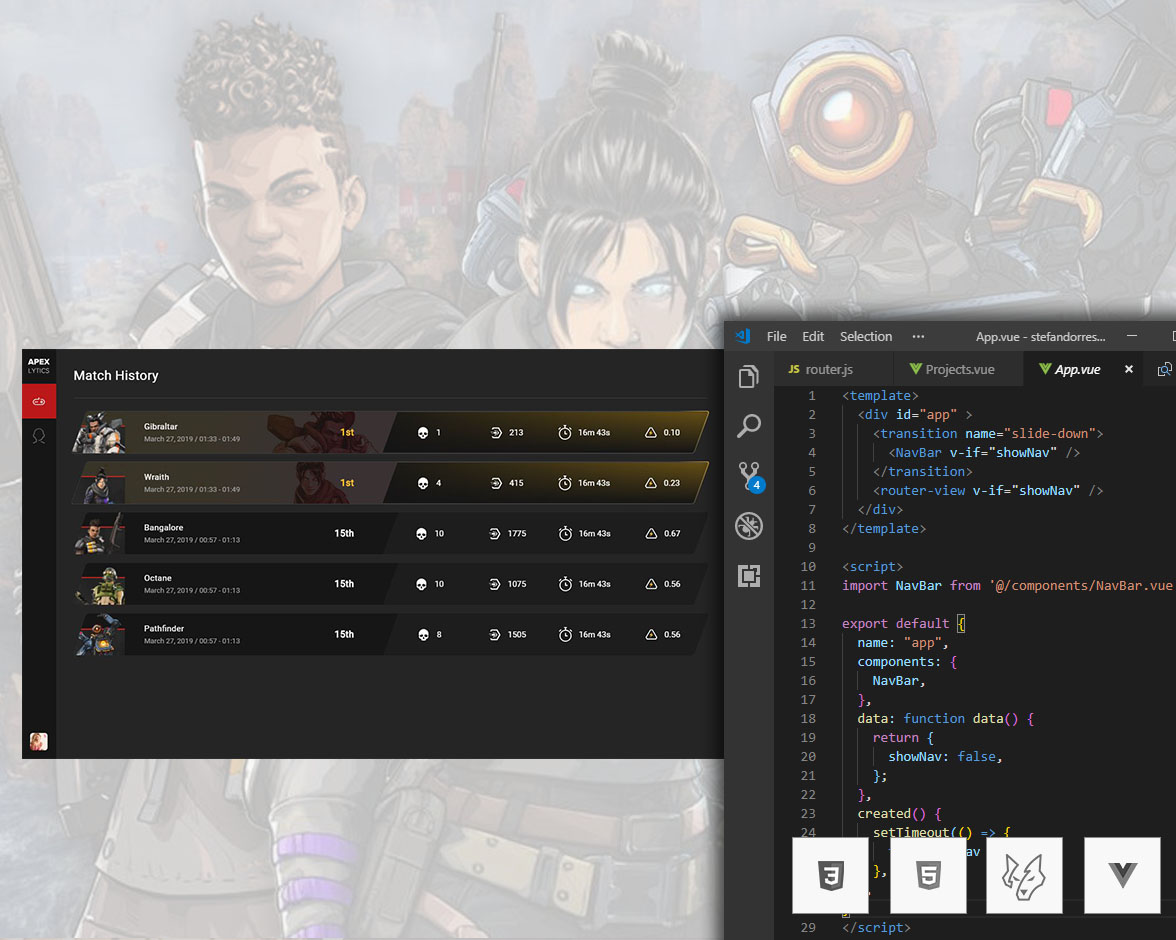 APEX
LYTICS
Match History
Gibraltar
March 27, 2019 / 01:33 - 01:49
1st
1
213
16m 43s
0.10
Wraith
March 27, 2019 / 01:33 - 01:49
1st
4
415
16m 43s
0.23
Bangalore
March 27, 2019 / 00:57 - 01:13
15th
10
1775
16m 43s
0.67
Octane
March 27, 2019 / 00:57 - 01:13
15th
10
1075
16m 43s
0.56
Pathfinder
March 27, 2019 / 00:57 - 01:13
15th
8
1505
16m 43s
0.56
File Edit Selection ··· App.vue - stefandorres...
JS router.js Projects.vue App.vue ×
4
1 <template>
2 <div id="app" >
3 <transition name="slide-down">
4 <NavBar v-if="showNav" />
5 </transition>
6 <router-view v-if="showNav" />
7 </div>
8 </template>
9
10 <script>
11 import NavBar from '@/components/NavBar.vue
12
13 export default {
14 name: "app",
15 components: {
16 NavBar,
17 },
18 data: function data() {
19 return {
20 showNav: false,
21 };
22 },
23 created() {
24 setTimeout(() => {
av
},
29 </script>
3
5